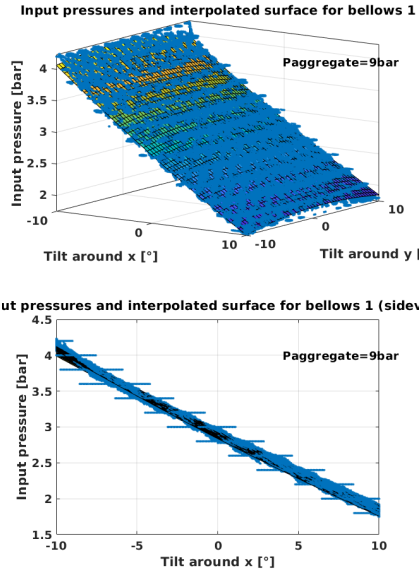 Input pressures and interpolated surface for bellows 1
Paggregate=9bar
Input pressure [bar]
4
3.5
3
2.5
2
-10
0
10
-10
0
10
Tilt around x [°]
Tilt around y [
ut pressures and interpolated surface for bellows 1 (sidev
Paggregate=9bar
Input pressure [bar]
4.5
4
3.5
3
2.5
2
1.5
-10
-5
0
5
10
Tilt around x [°]